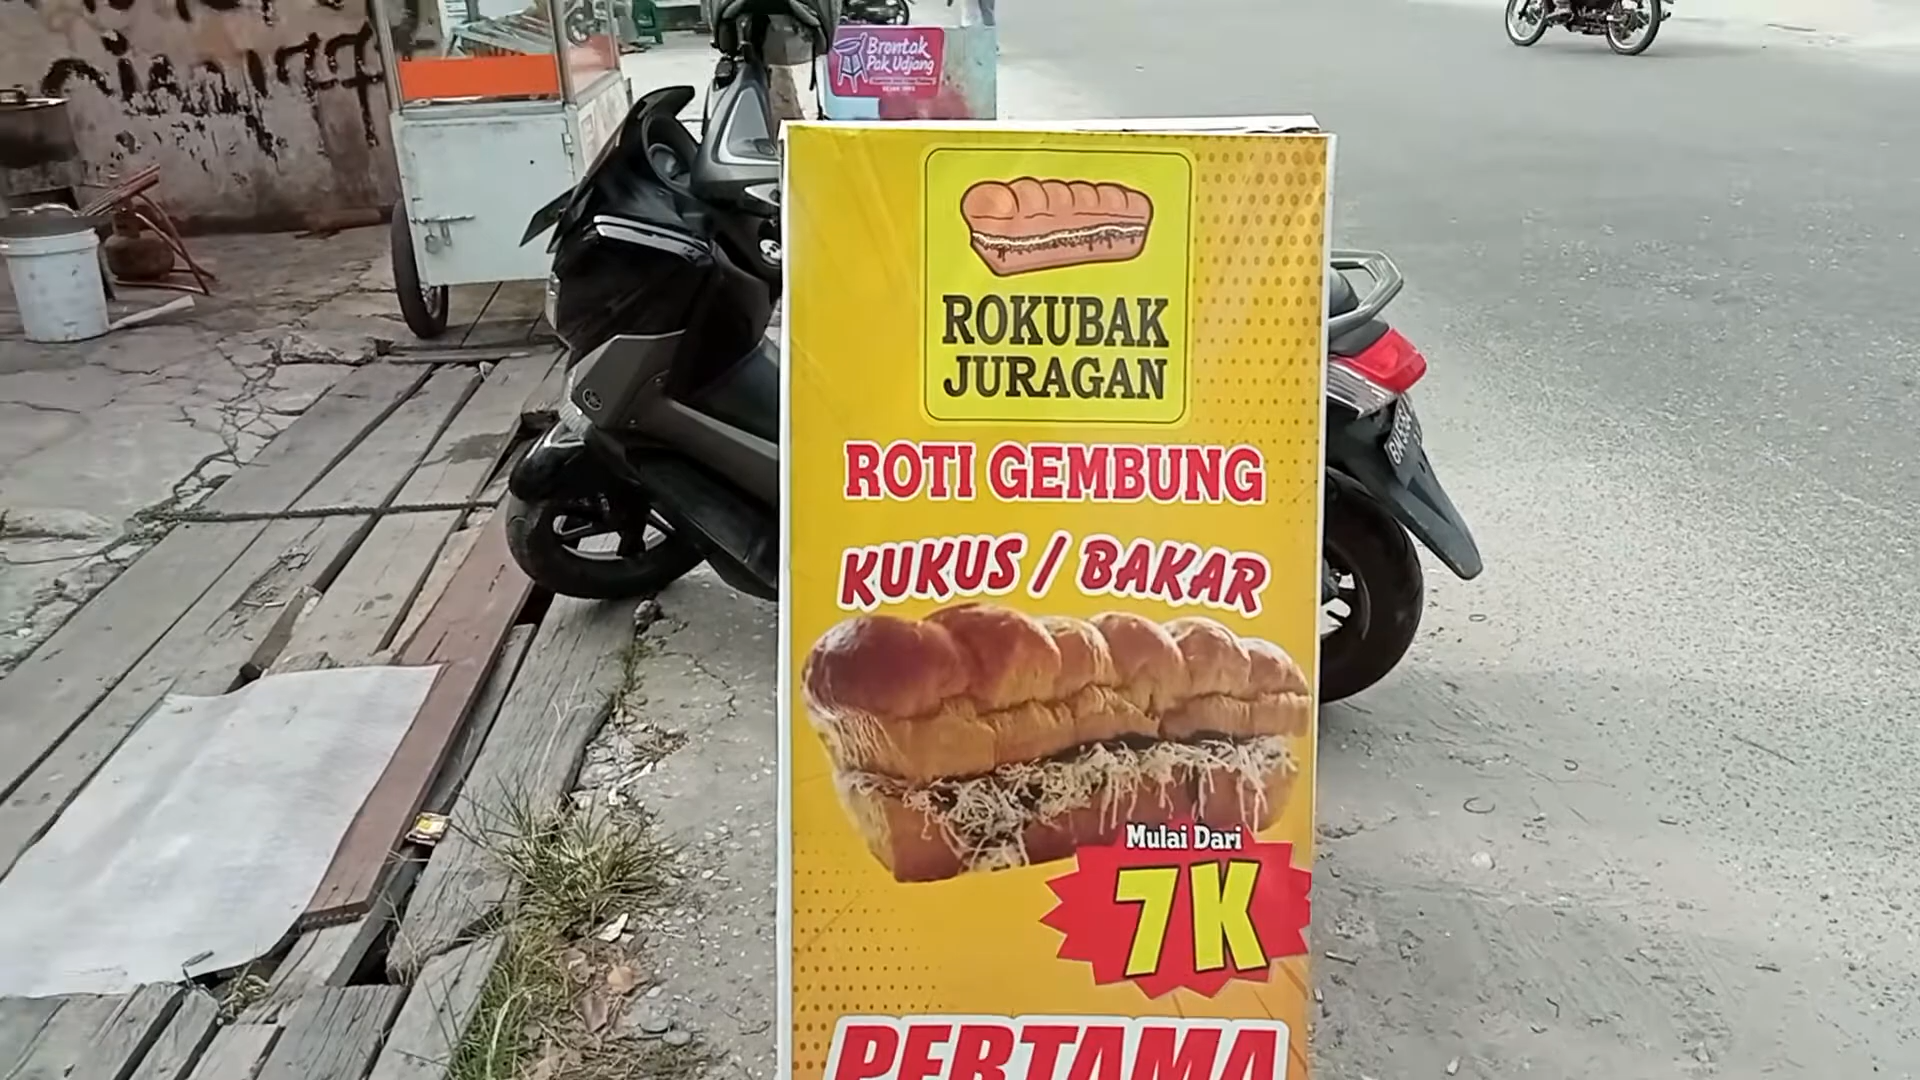 Brontak
Pak Udjang
ROKUBAK
JURAGAN
ROTI GEMBUNG
KUKUS / BAKAR
Mulai Dari
7K
PERTAMA